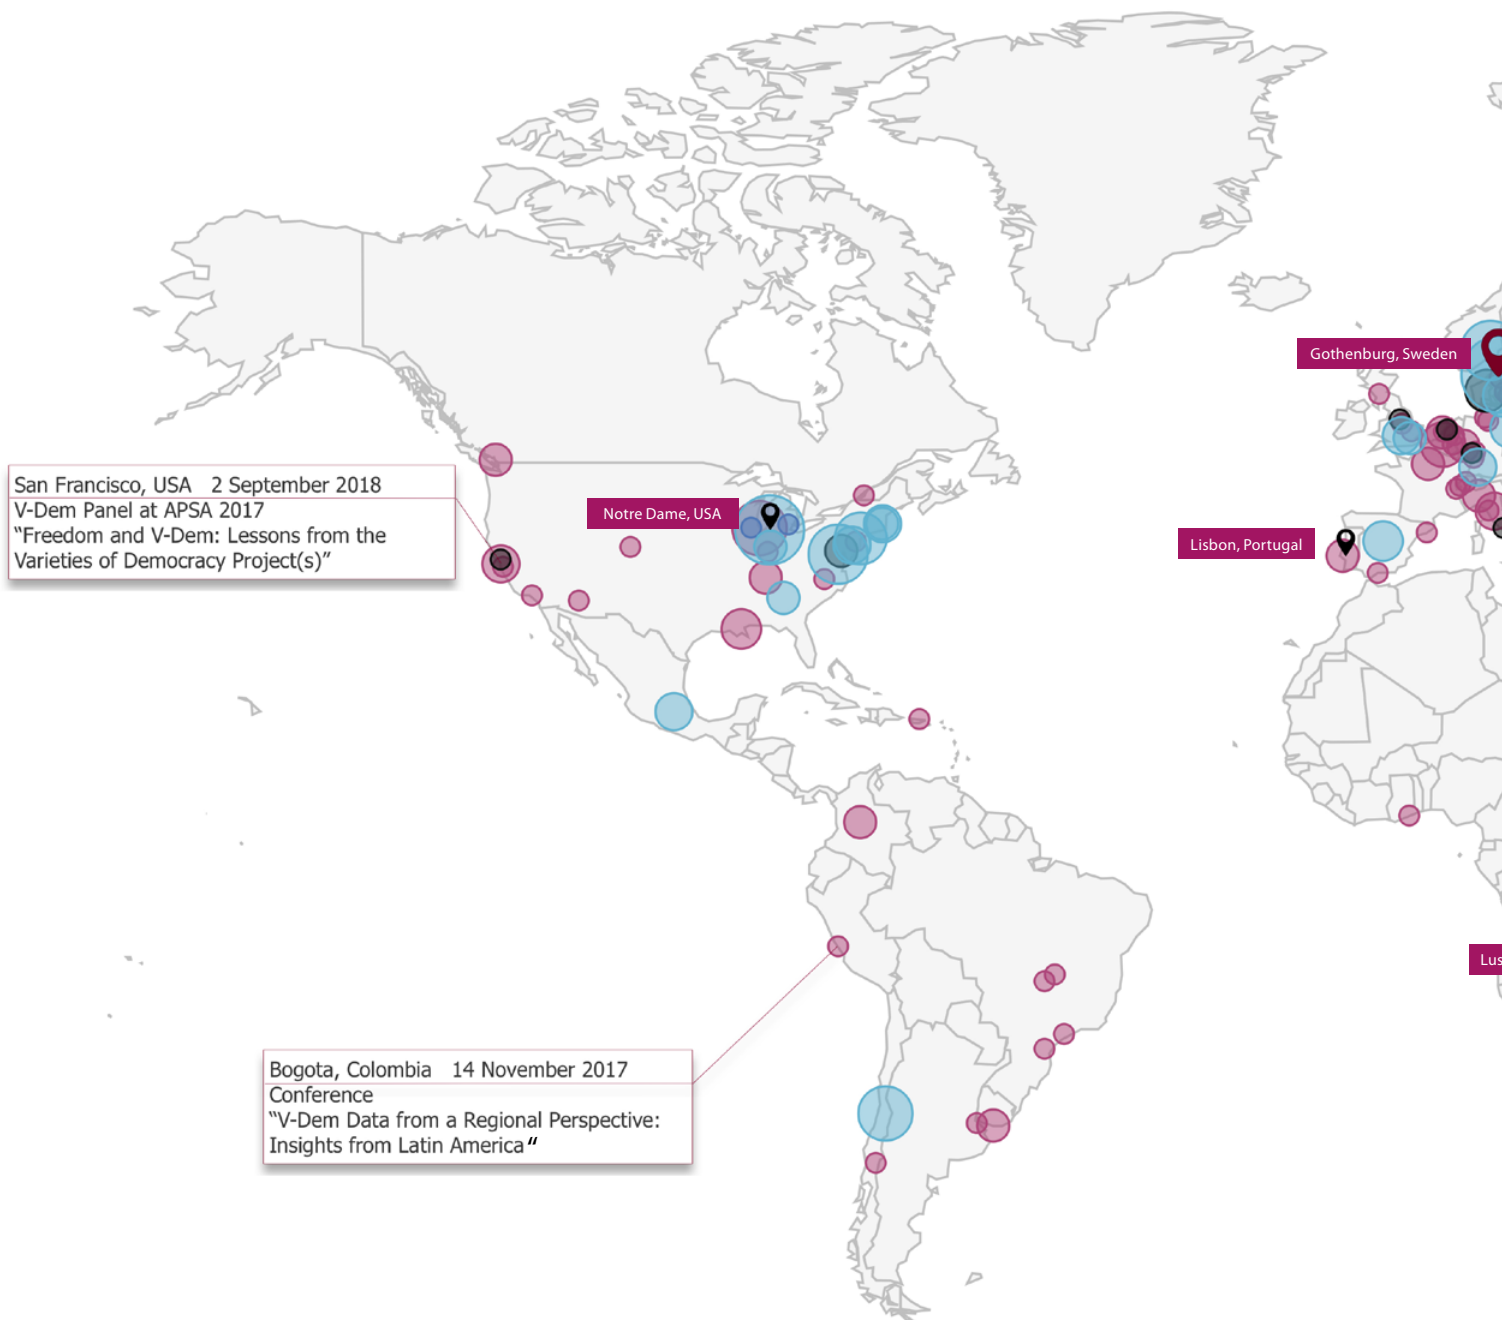 Gothenburg, Sweden
San Francisco, USA 2 September 2018
V-Dem Panel at APSA 2017
“Freedom and V-Dem: Lessons from the
Varieties of Democracy Project(s)”
Notre Dame, USA
Lisbon, Portugal
Lus
Bogota, Colombia 14 November 2017
Conference
“V-Dem Data from a Regional Perspective:
Insights from Latin America“